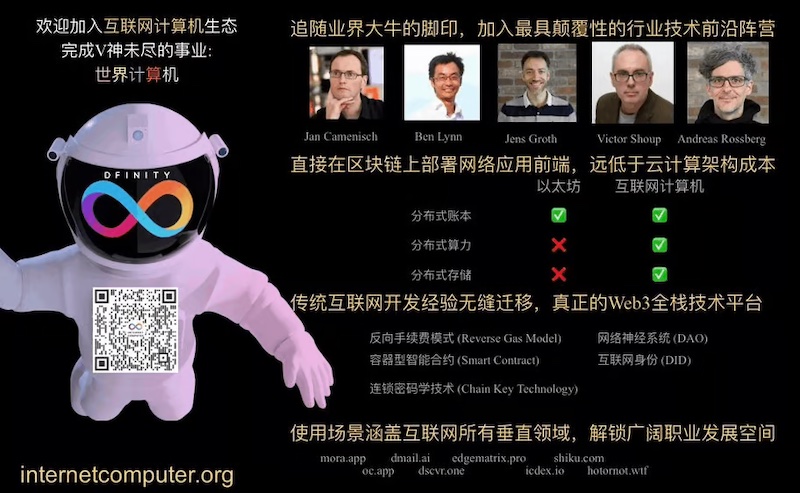 欢迎加入互联网计算机生态
完成V神未尽的事业:
世界计算机
DFINITY
internetcomputer.org
追随业界大牛的脚印，加入最具颠覆性的行业技术前沿阵营
Jan Camenisch
Ben Lynn
Jens Groth
Victor Shoup
Andreas Rossberg
直接在区块链上部署网络应用前端，远低于云计算架构成本
以太坊 互联网计算机
分布式账本 ✅ ✅
分布式算力 ❌ ✅
分布式存储 ❌ ✅
传统互联网开发经验无缝迁移，真正的Web3全栈技术平台
反向手续费模式 (Reverse Gas Model) 网络神经系统 (DAO)
容器型智能合约 (Smart Contract) 互联网身份 (DID)
连锁密码学技术 (Chain Key Technology)
使用场景涵盖互联网所有垂直领域，解锁广阔职业发展空间
mora.app dmail.ai edgematrix.pro shiku.com
oc.app dscvr.one icdex.io hotornot.wtf